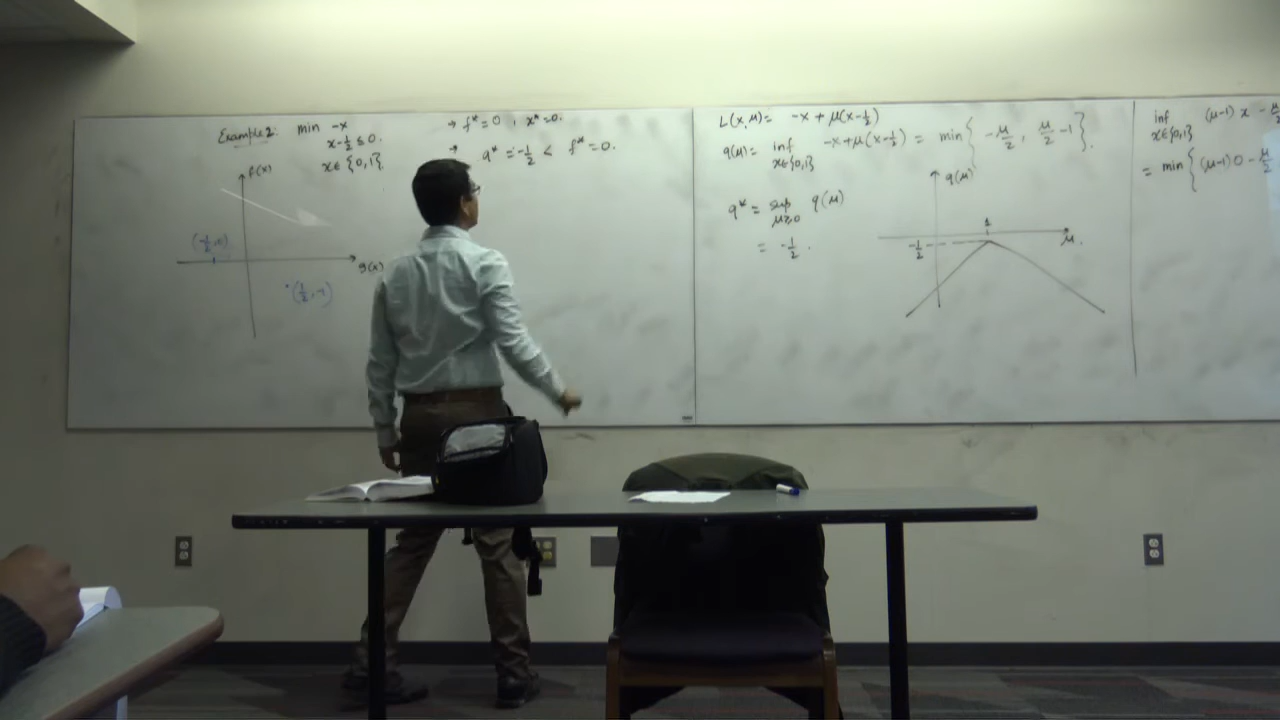 Example 2: min -x
x-½ ≤ 0.
x∈{0,1}.
→ f* = 0, x* = 0.
→ q* = -½ < f* = 0.
f(x)
(-½,0)
g(x)
(½,-1)
L(x,μ) = -x + μ(x-½)
q(μ) = inf -x+μ(x-½) = min{ -μ/2, μ/2 -1 }.
x∈{0,1}
q* = sup q(μ)
μ≥0
= -½.
q(μ)
1
μ.
-½
inf (μ-1)x - μ/2
x∈{0,1}
= min{ (μ-1)0 - μ/2